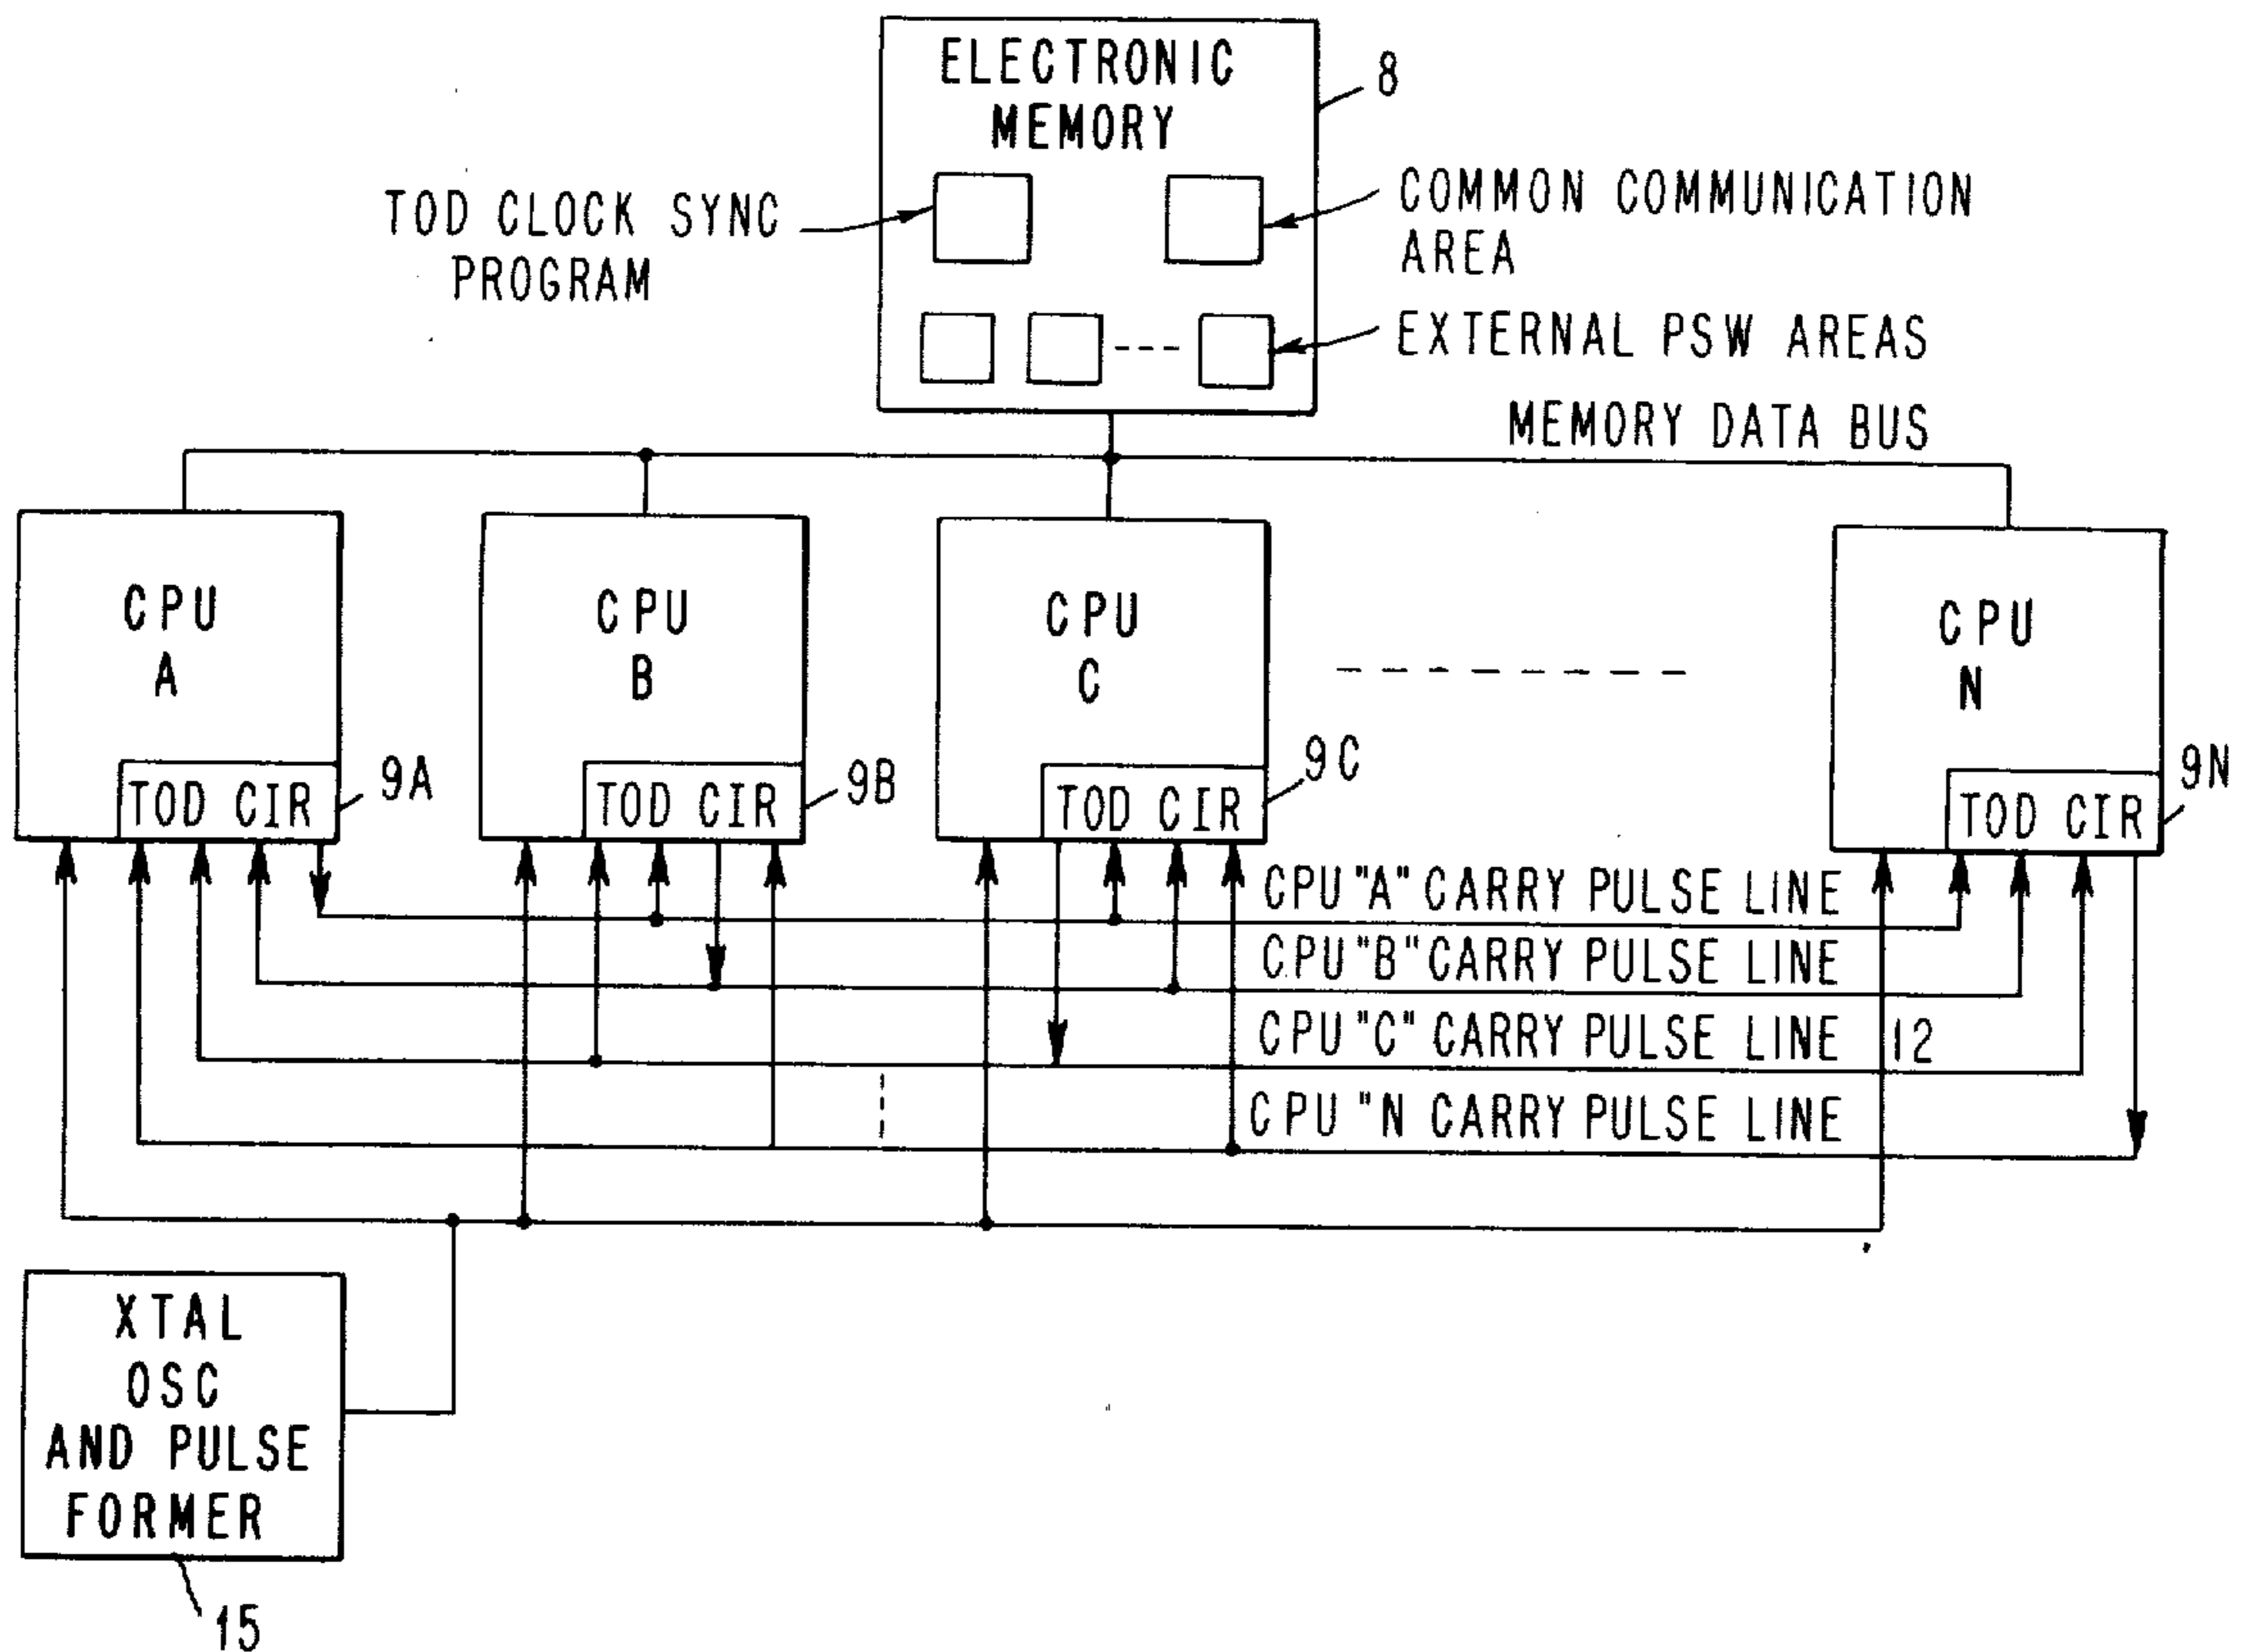 ELECTRONIC
MEMORY
8
TOD CLOCK SYNC
PROGRAM
COMMON COMMUNICATION
AREA
EXTERNAL PSW AREAS
MEMORY DATA BUS
CPU
A
CPU
B
CPU
C
CPU
N
TOD CIR
9A
TOD CIR
9B
TOD CIR
9C
TOD CIR
9N
CPU "A" CARRY PULSE LINE
CPU "B" CARRY PULSE LINE
CPU "C" CARRY PULSE LINE
12
CPU "N CARRY PULSE LINE
XTAL
OSC
AND PULSE
FORMER
15